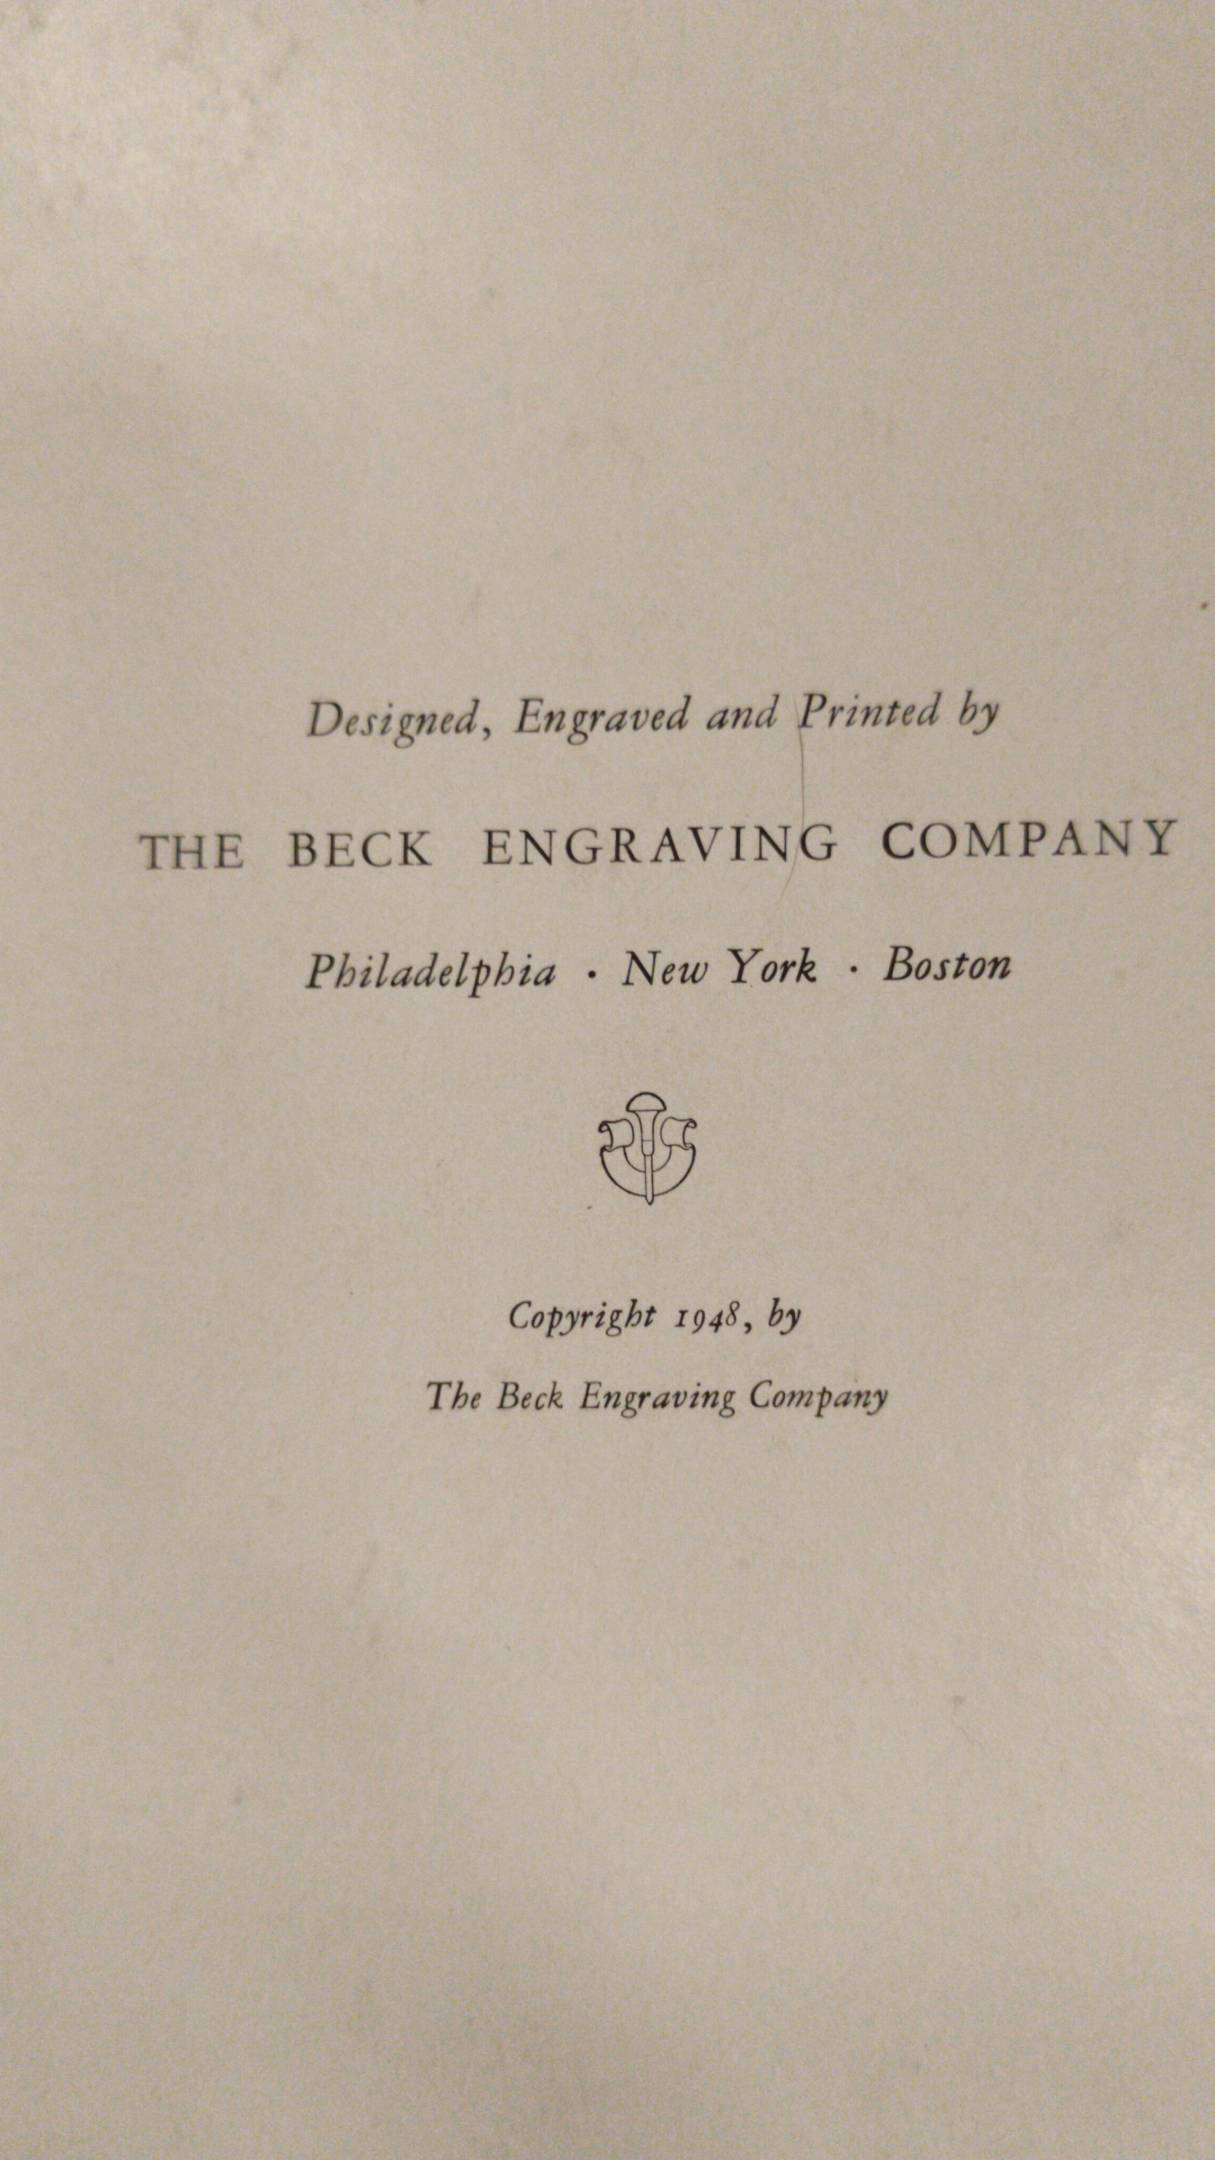 Designed, Engraved and Printed by
THE BECK ENGRAVING COMPANY
Philadelphia · New York · Boston
Copyright 1948, by
The Beck Engraving Company